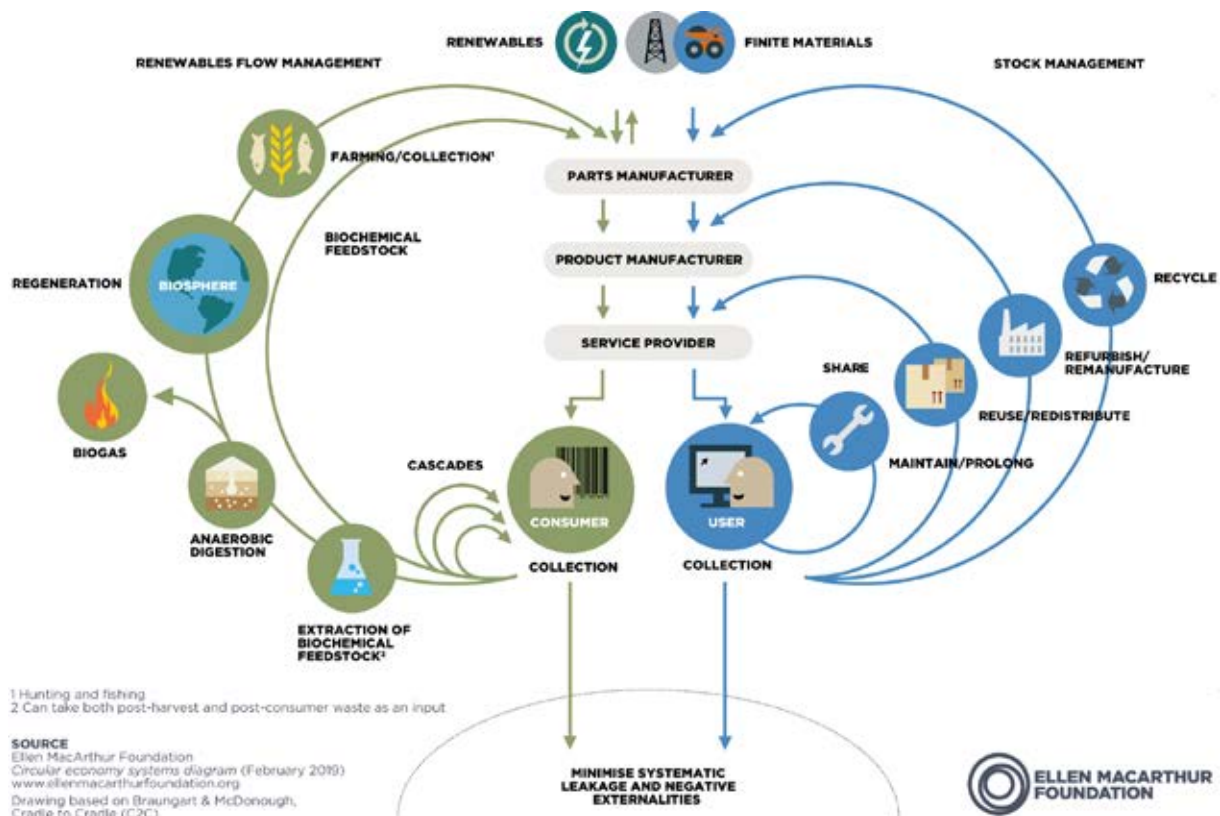 RENEWABLES
FINITE MATERIALS
RENEWABLES FLOW MANAGEMENT
STOCK MANAGEMENT
FARMING/COLLECTION¹
PARTS MANUFACTURER
BIOCHEMICAL
FEEDSTOCK
PRODUCT MANUFACTURER
REGENERATION
BIOSPHERE
RECYCLE
SERVICE PROVIDER
SHARE
REFURBISH/
REMANUFACTURE
REUSE/REDISTRIBUTE
BIOGAS
CASCADES
MAINTAIN/PROLONG
ANAEROBIC
DIGESTION
CONSUMER
USER
COLLECTION
COLLECTION
EXTRACTION OF
BIOCHEMICAL
FEEDSTOCK²
1 Hunting and fishing
2 Can take both post-harvest and post-consumer waste as an input
SOURCE
Ellen MacArthur Foundation
Circular economy systems diagram (February 2019)
www.ellenmacarthurfoundation.org
Drawing based on Braungart & McDonough,
Cradle to Cradle (C2C)
MINIMISE SYSTEMATIC
LEAKAGE AND NEGATIVE
EXTERNALITIES
ELLEN MACARTHUR
FOUNDATION